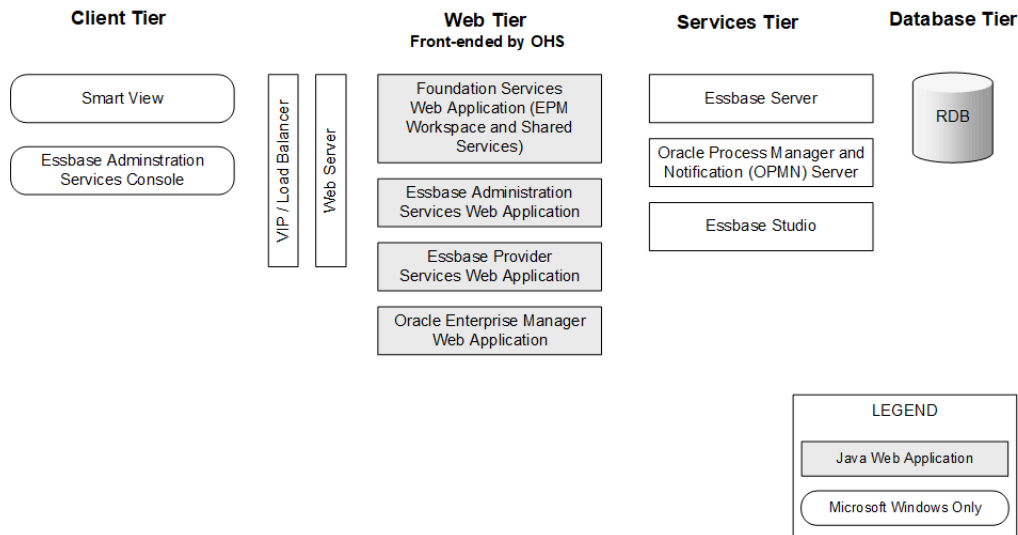 Client Tier
Smart View
Essbase Adminstration
Services Console
VIP / Load Balancer
Web Server
Web Tier
Front-ended by OHS
Foundation Services
Web Application (EPM
Workspace and Shared
Services)
Essbase Administration
Services Web Application
Essbase Provider
Services Web Application
Oracle Enterprise Manager
Web Application
Services Tier
Essbase Server
Oracle Process Manager and
Notification (OPMN) Server
Essbase Studio
Database Tier
RDB
LEGEND
Java Web Application
Microsoft Windows Only